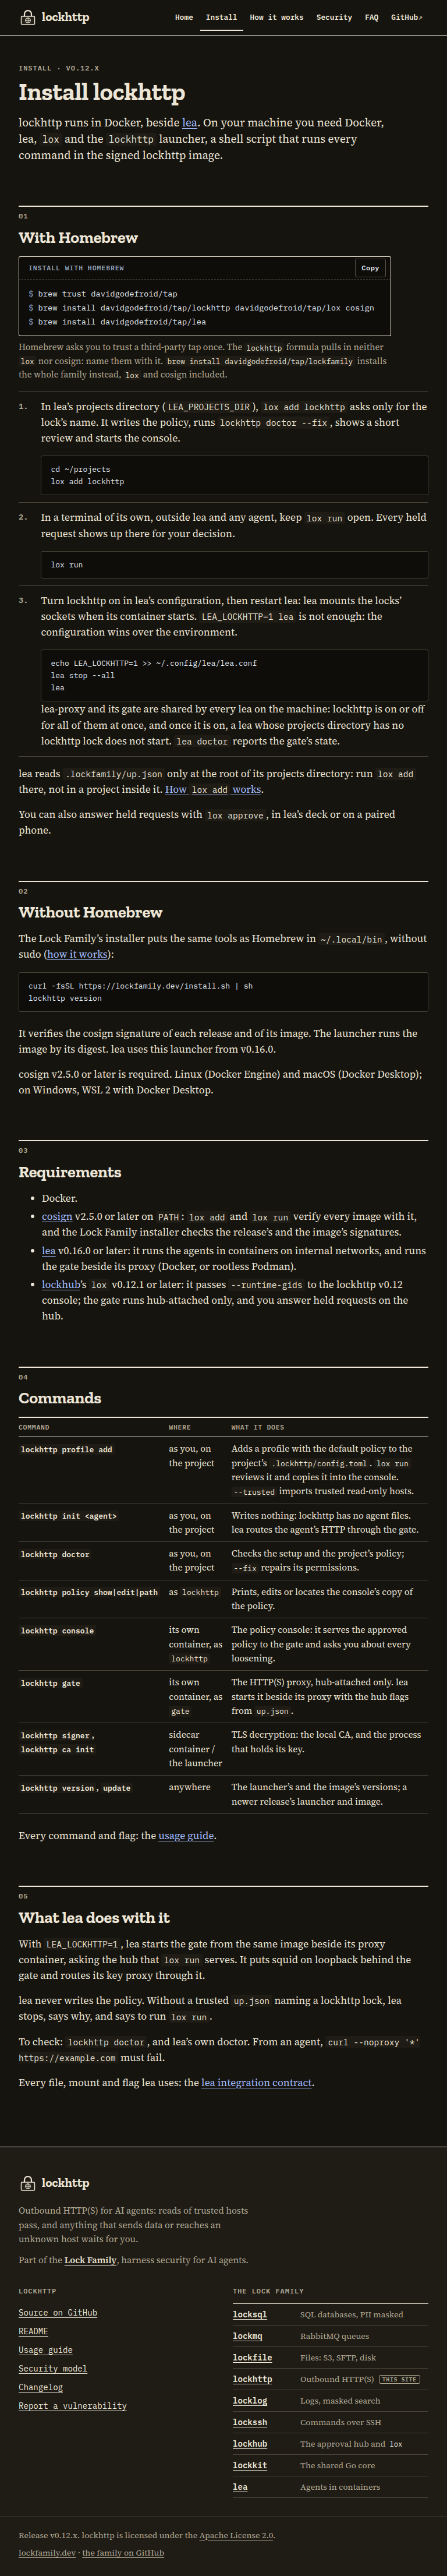 lockhttp
Home Install How it works Security FAQ GitHub↗
INSTALL · V0.12.X
Install lockhttp
lockhttp runs in Docker, beside lea. On your machine you need Docker,
lea, lox and the lockhttp launcher, a shell script that runs every
command in the signed lockhttp image.
01
With Homebrew
INSTALL WITH HOMEBREW
Copy
$ brew trust davidgodefroid/tap
$ brew install davidgodefroid/tap/lockhttp davidgodefroid/tap/lox cosign
$ brew install davidgodefroid/tap/lea
Homebrew asks you to trust a third-party tap once. The lockhttp formula pulls in neither
lox nor cosign: name them with it. brew install davidgodefroid/tap/lockfamily installs
the whole family instead, lox and cosign included.
1. In lea’s projects directory (LEA_PROJECTS_DIR), lox add lockhttp asks only for the
lock’s name. It writes the policy, runs lockhttp doctor --fix, shows a short
review and starts the console.
cd ~/projects
lox add lockhttp
2. In a terminal of its own, outside lea and any agent, keep lox run open. Every held
request shows up there for your decision.
lox run
3. Turn lockhttp on in lea’s configuration, then restart lea: lea mounts the locks’
sockets when its container starts. LEA_LOCKHTTP=1 lea is not enough: the
configuration wins over the environment.
echo LEA_LOCKHTTP=1 >> ~/.config/lea/lea.conf
lea stop --all
lea
lea-proxy and its gate are shared by every lea on the machine: lockhttp is on or off
for all of them at once, and once it is on, a lea whose projects directory has no
lockhttp lock does not start. lea doctor reports the gate’s state.
lea reads .lockfamily/up.json only at the root of its projects directory: run lox add
there, not in a project inside it. How lox add works.
You can also answer held requests with lox approve, in lea’s deck or on a paired
phone.
02
Without Homebrew
The Lock Family’s installer puts the same tools as Homebrew in ~/.local/bin, without
sudo (how it works):
curl -fsSL https://lockfamily.dev/install.sh | sh
lockhttp version
It verifies the cosign signature of each release and of its image. The launcher runs the
image by its digest. lea uses this launcher from v0.16.0.
cosign v2.5.0 or later is required. Linux (Docker Engine) and macOS (Docker Desktop);
on Windows, WSL 2 with Docker Desktop.
03
Requirements
• Docker.
• cosign v2.5.0 or later on PATH: lox add and lox run verify every image with it,
and the Lock Family installer checks the release’s and the image’s signatures.
• lea v0.16.0 or later: it runs the agents in containers on internal networks, and runs
the gate beside its proxy (Docker, or rootless Podman).
• lockhub’s lox v0.12.1 or later: it passes --runtime-gids to the lockhttp v0.12
console; the gate runs hub-attached only, and you answer held requests on the
hub.
04
Commands
COMMAND WHERE WHAT IT DOES
lockhttp profile add as you, on Adds a profile with the default policy to the
the project project’s .lockhttp/config.toml. lox run
reviews it and copies it into the console.
--trusted imports trusted read-only hosts.
lockhttp init <agent> as you, on Writes nothing: lockhttp has no agent files.
the project lea routes the agent’s HTTP through the gate.
lockhttp doctor as you, on Checks the setup and the project’s policy;
the project --fix repairs its permissions.
lockhttp policy show|edit|path as lockhttp Prints, edits or locates the console’s copy of
the policy.
lockhttp console its own The policy console: it serves the approved
container, as policy to the gate and asks you about every
lockhttp loosening.
lockhttp gate its own The HTTP(S) proxy, hub-attached only. lea
container, as starts it beside its proxy with the hub flags
gate from up.json.
lockhttp signer, sidecar TLS decryption: the local CA, and the process
lockhttp ca init container / that holds its key.
the launcher
lockhttp version, update anywhere The launcher’s and the image’s versions; a
newer release’s launcher and image.
Every command and flag: the usage guide.
05
What lea does with it
With LEA_LOCKHTTP=1, lea starts the gate from the same image beside its proxy
container, asking the hub that lox run serves. It puts squid on loopback behind the
gate and routes its key proxy through it.
lea never writes the policy. Without a trusted up.json naming a lockhttp lock, lea
stops, says why, and says to run lox run.
To check: lockhttp doctor, and lea’s own doctor. From an agent, curl --noproxy '*'
https://example.com must fail.
Every file, mount and flag lea uses: the lea integration contract.
lockhttp
Outbound HTTP(S) for AI agents: reads of trusted hosts
pass, and anything that sends data or reaches an
unknown host waits for you.
Part of the Lock Family, harness security for AI agents.
LOCKHTTP
Source on GitHub
README
Usage guide
Security model
Changelog
Report a vulnerability
THE LOCK FAMILY
locksql SQL databases, PII masked
lockmq RabbitMQ queues
lockfile Files: S3, SFTP, disk
lockhttp Outbound HTTP(S) THIS SITE
locklog Logs, masked search
lockssh Commands over SSH
lockhub The approval hub and lox
lockkit The shared Go core
lea Agents in containers
Release v0.12.x. lockhttp is licensed under the Apache License 2.0.
lockfamily.dev · the family on GitHub